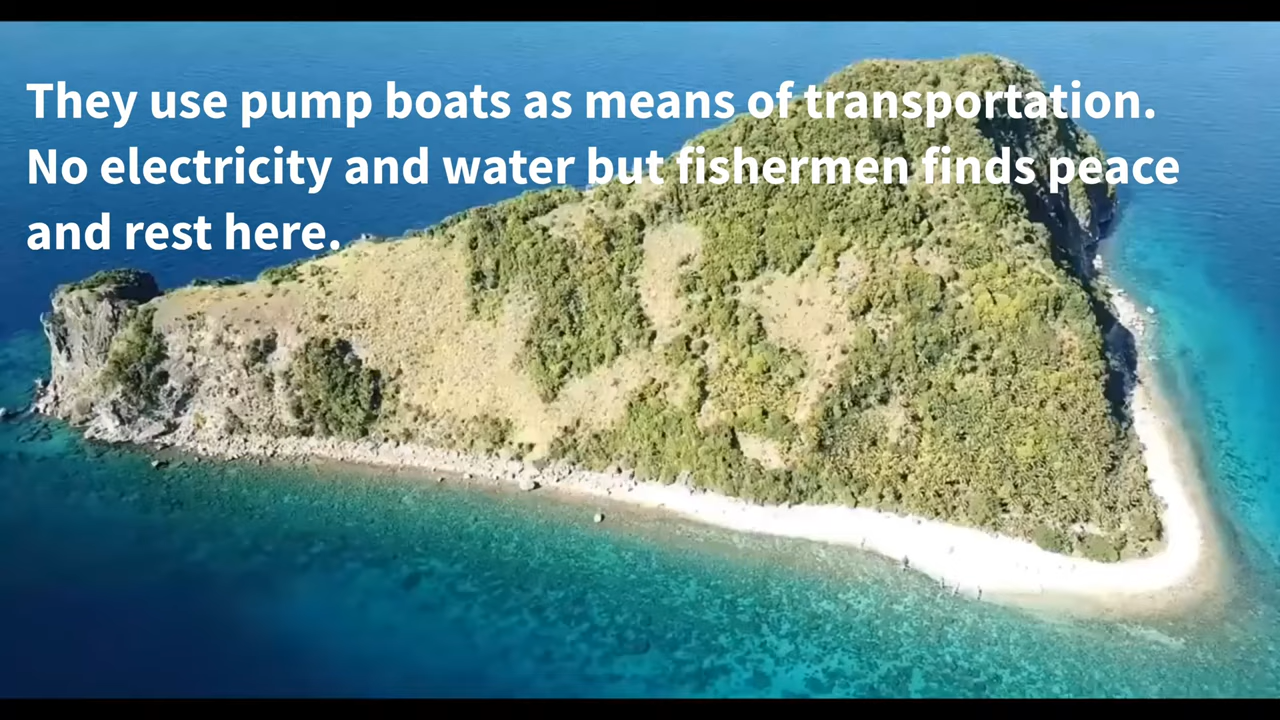 They use pump boats as means of transportation.
No electricity and water but fishermen finds peace
and rest here.